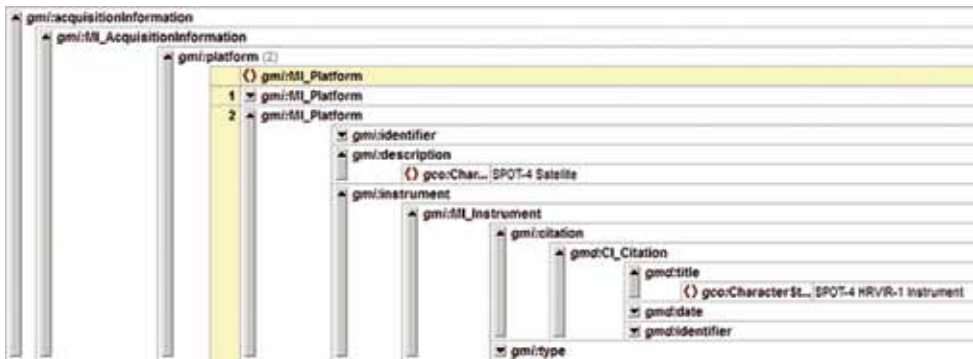 gmi:acquisitionInformation
gmi:MI_AcquisitionInformation
gmi:platform (2)
gmi:MI_Platform
1 gmi:MI_Platform
2 gmi:MI_Platform
gmi:identifier
gmi:description
gco:Char... SPOT-4 Satelite
gmi:instrument
gmi:MI_Instrument
gmi:citation
gmd:CI_Citation
gmd:title
gco:CharacterSt... SPOT-4 HRVIR-1 Instrument
gmd:date
gmd:identifier
gmi:type